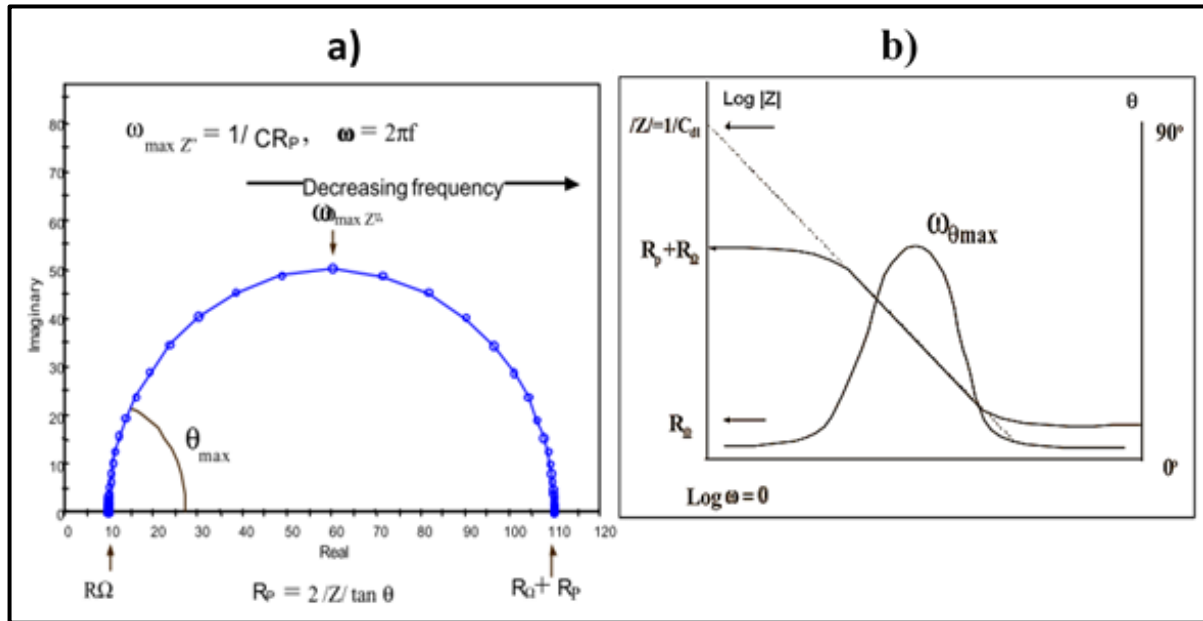 a)
ω max Z" = 1/ CRP, ω = 2πf
Decreasing frequency
ω max Z"
80
70
60
50
40
30
20
10
0
Imaginary
θmax
0 10 20 30 40 50 60 70 80 90 100 110 120
Real
RΩ
RP = 2 /Z/ tan θ
RΩ + RP
b)
Log |Z|
θ
/Z/=1/Cdl
90°
ωθmax
Rp+RΩ
RΩ
0°
Log ω = 0